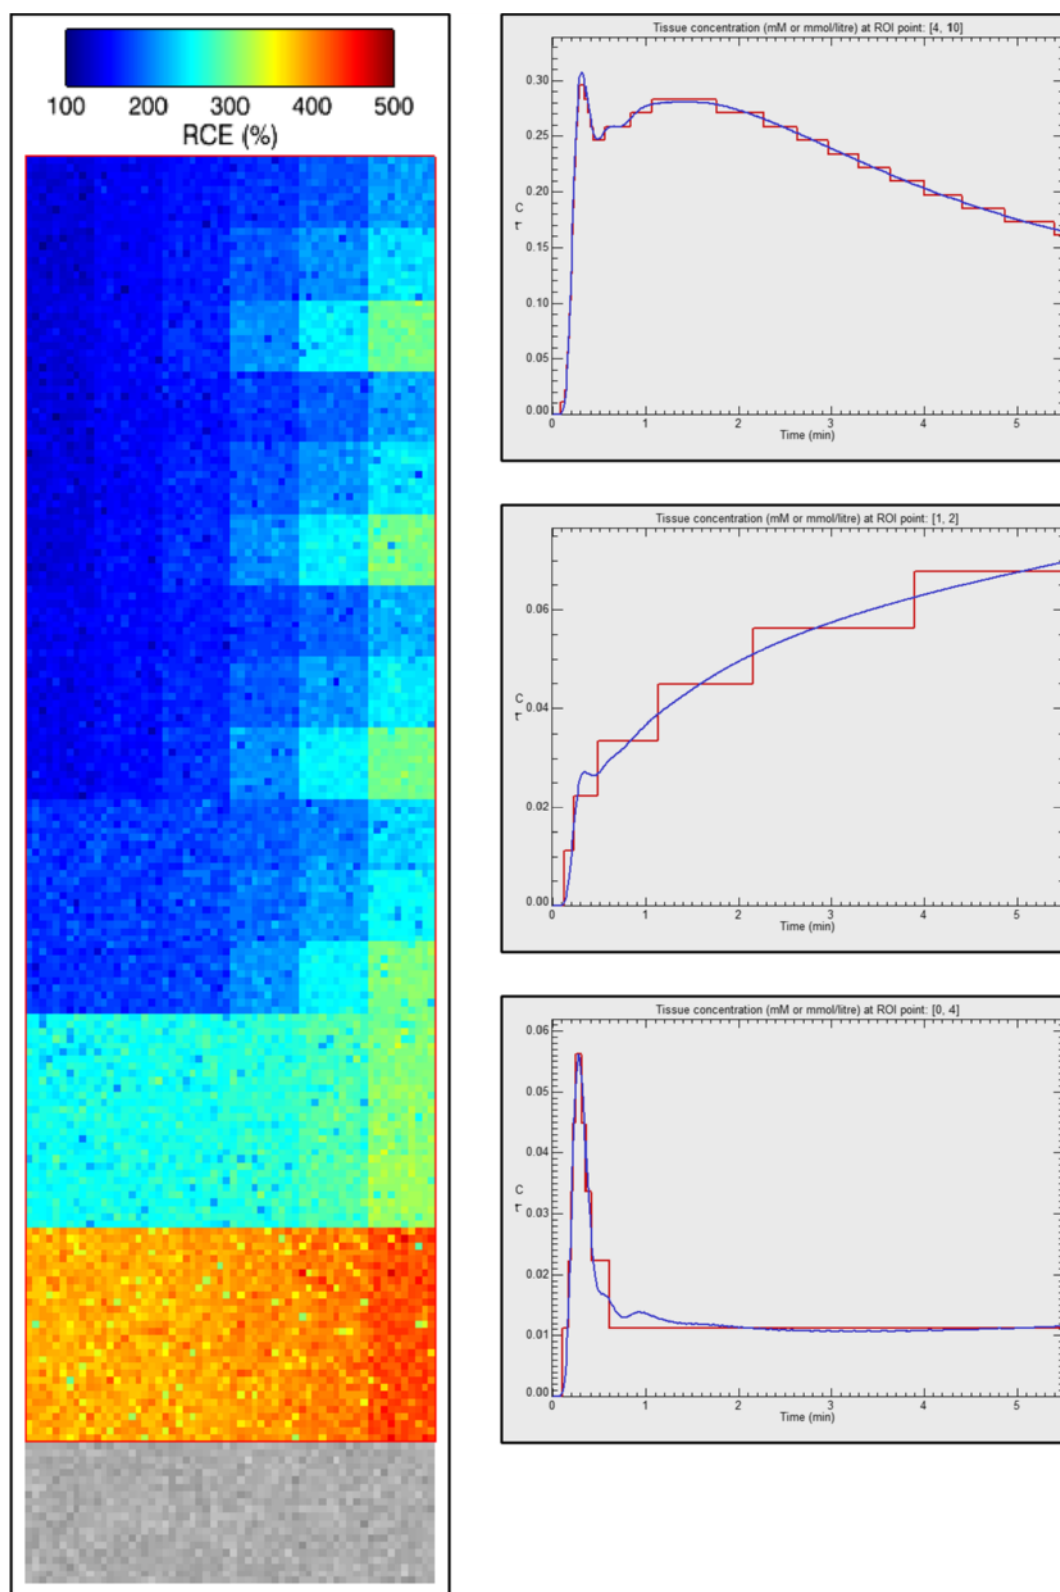 100 200 300 400 500
RCE (%)
Tissue concentration (mM or mmol/litre) at ROI point: [4, 10]
0.30
0.25
0.20
C
τ
0.15
0.10
0.05
0.00
0 1 2 3 4 5
Time (min)
Tissue concentration (mM or mmol/litre) at ROI point: [1, 2]
0.06
0.04
C
τ
0.02
0.00
0 1 2 3 4 5
Time (min)
Tissue concentration (mM or mmol/litre) at ROI point: [0, 4]
0.06
0.05
0.04
C
τ
0.03
0.02
0.01
0.00
0 1 2 3 4 5
Time (min)